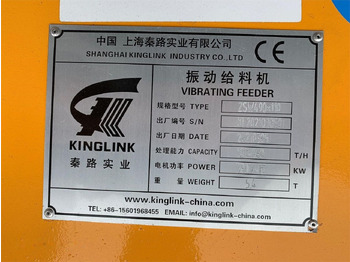 中国 上海秦路实业有限公司
SHANGHAI KINGLINK INDUSTRY CO.,LTD
CE
KINGLINK
秦路实业
振动给料机
VIBRATING FEEDER
规格型号 TYPE
出厂编号 S/N
出厂日期 DATE
处理能力 CAPACITY T/H
电机功率 POWER KW
重 量 WEIGHT T
www.kinglink-china.com
TEL: +86-15601968455 EMAIL: info@kinglink-china.com